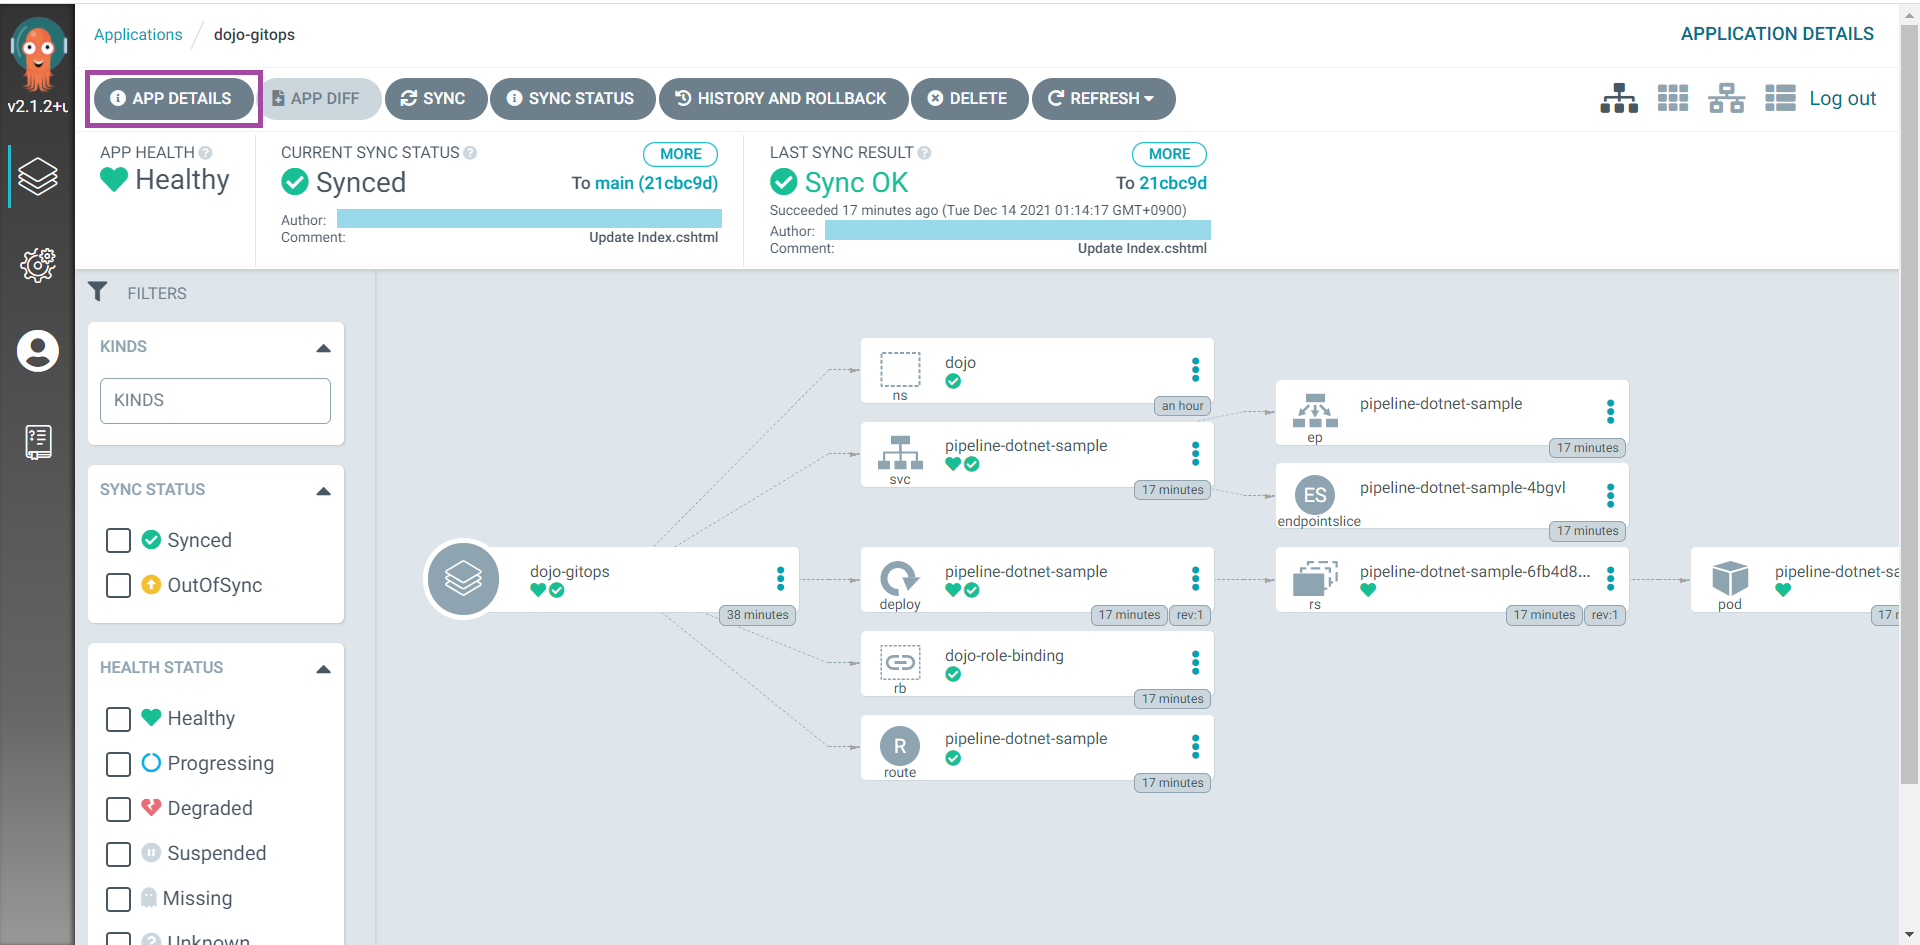 Applications / dojo-gitops
APPLICATION DETAILS
v2.1.2+u
APP DETAILS
APP DIFF
SYNC
SYNC STATUS
HISTORY AND ROLLBACK
DELETE
REFRESH
Log out
APP HEALTH
Healthy
CURRENT SYNC STATUS
MORE
Synced
To main (21cbc9d)
Author:
Comment: Update Index.cshtml
LAST SYNC RESULT
MORE
Sync OK
To 21cbc9d
Succeeded 17 minutes ago (Tue Dec 14 2021 01:14:17 GMT+0900)
Author:
Comment: Update Index.cshtml
FILTERS
KINDS
KINDS
SYNC STATUS
Synced
OutOfSync
HEALTH STATUS
Healthy
Progressing
Degraded
Suspended
Missing
Unknown
dojo-gitops
38 minutes
dojo
ns
an hour
pipeline-dotnet-sample
svc
17 minutes
pipeline-dotnet-sample
ep
17 minutes
ES
pipeline-dotnet-sample-4bgvl
endpointslice
17 minutes
pipeline-dotnet-sample
deploy
17 minutes
rev:1
pipeline-dotnet-sample-6fb4d8...
rs
17 minutes
rev:1
pipeline-dotnet-sa
pod
17 r
dojo-role-binding
rb
17 minutes
R
pipeline-dotnet-sample
route
17 minutes